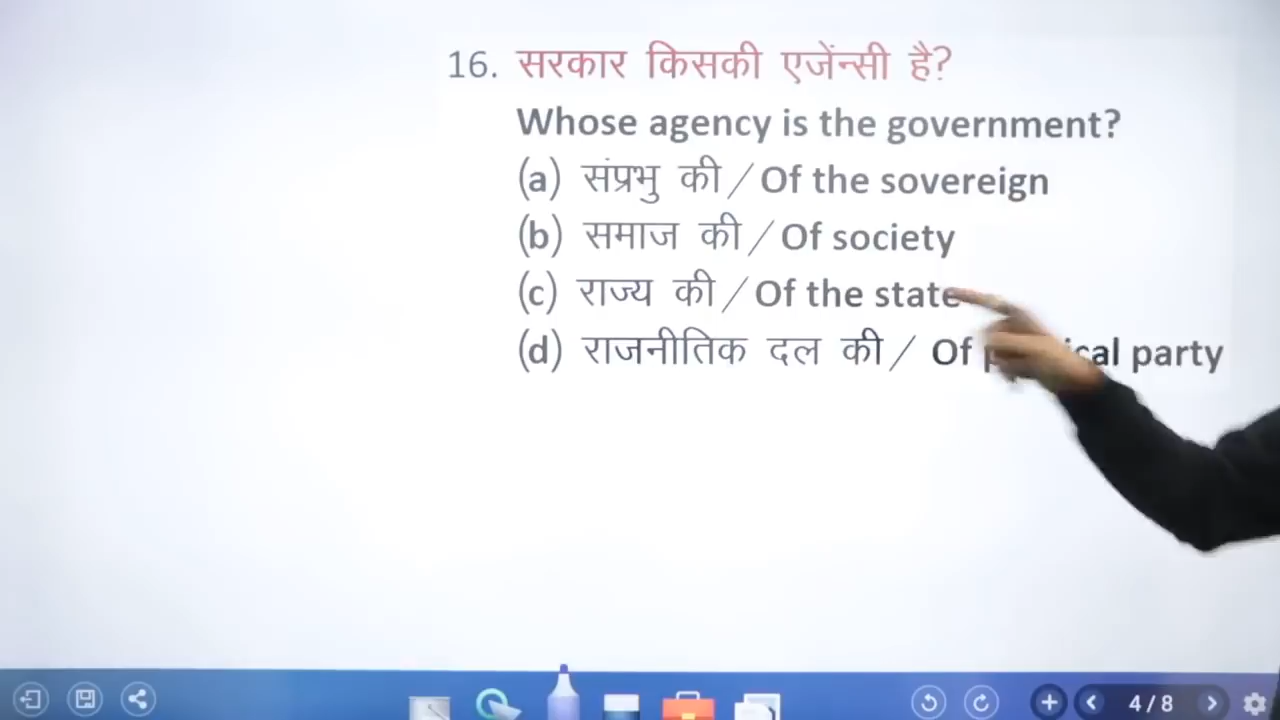 16. सरकार किसकी एजेंन्सी है?
Whose agency is the government?
(a) संप्रभु की / Of the sovereign
(b) समाज की / Of society
(c) राज्य की / Of the state
(d) राजनीतिक दल की / Of party
4 / 8